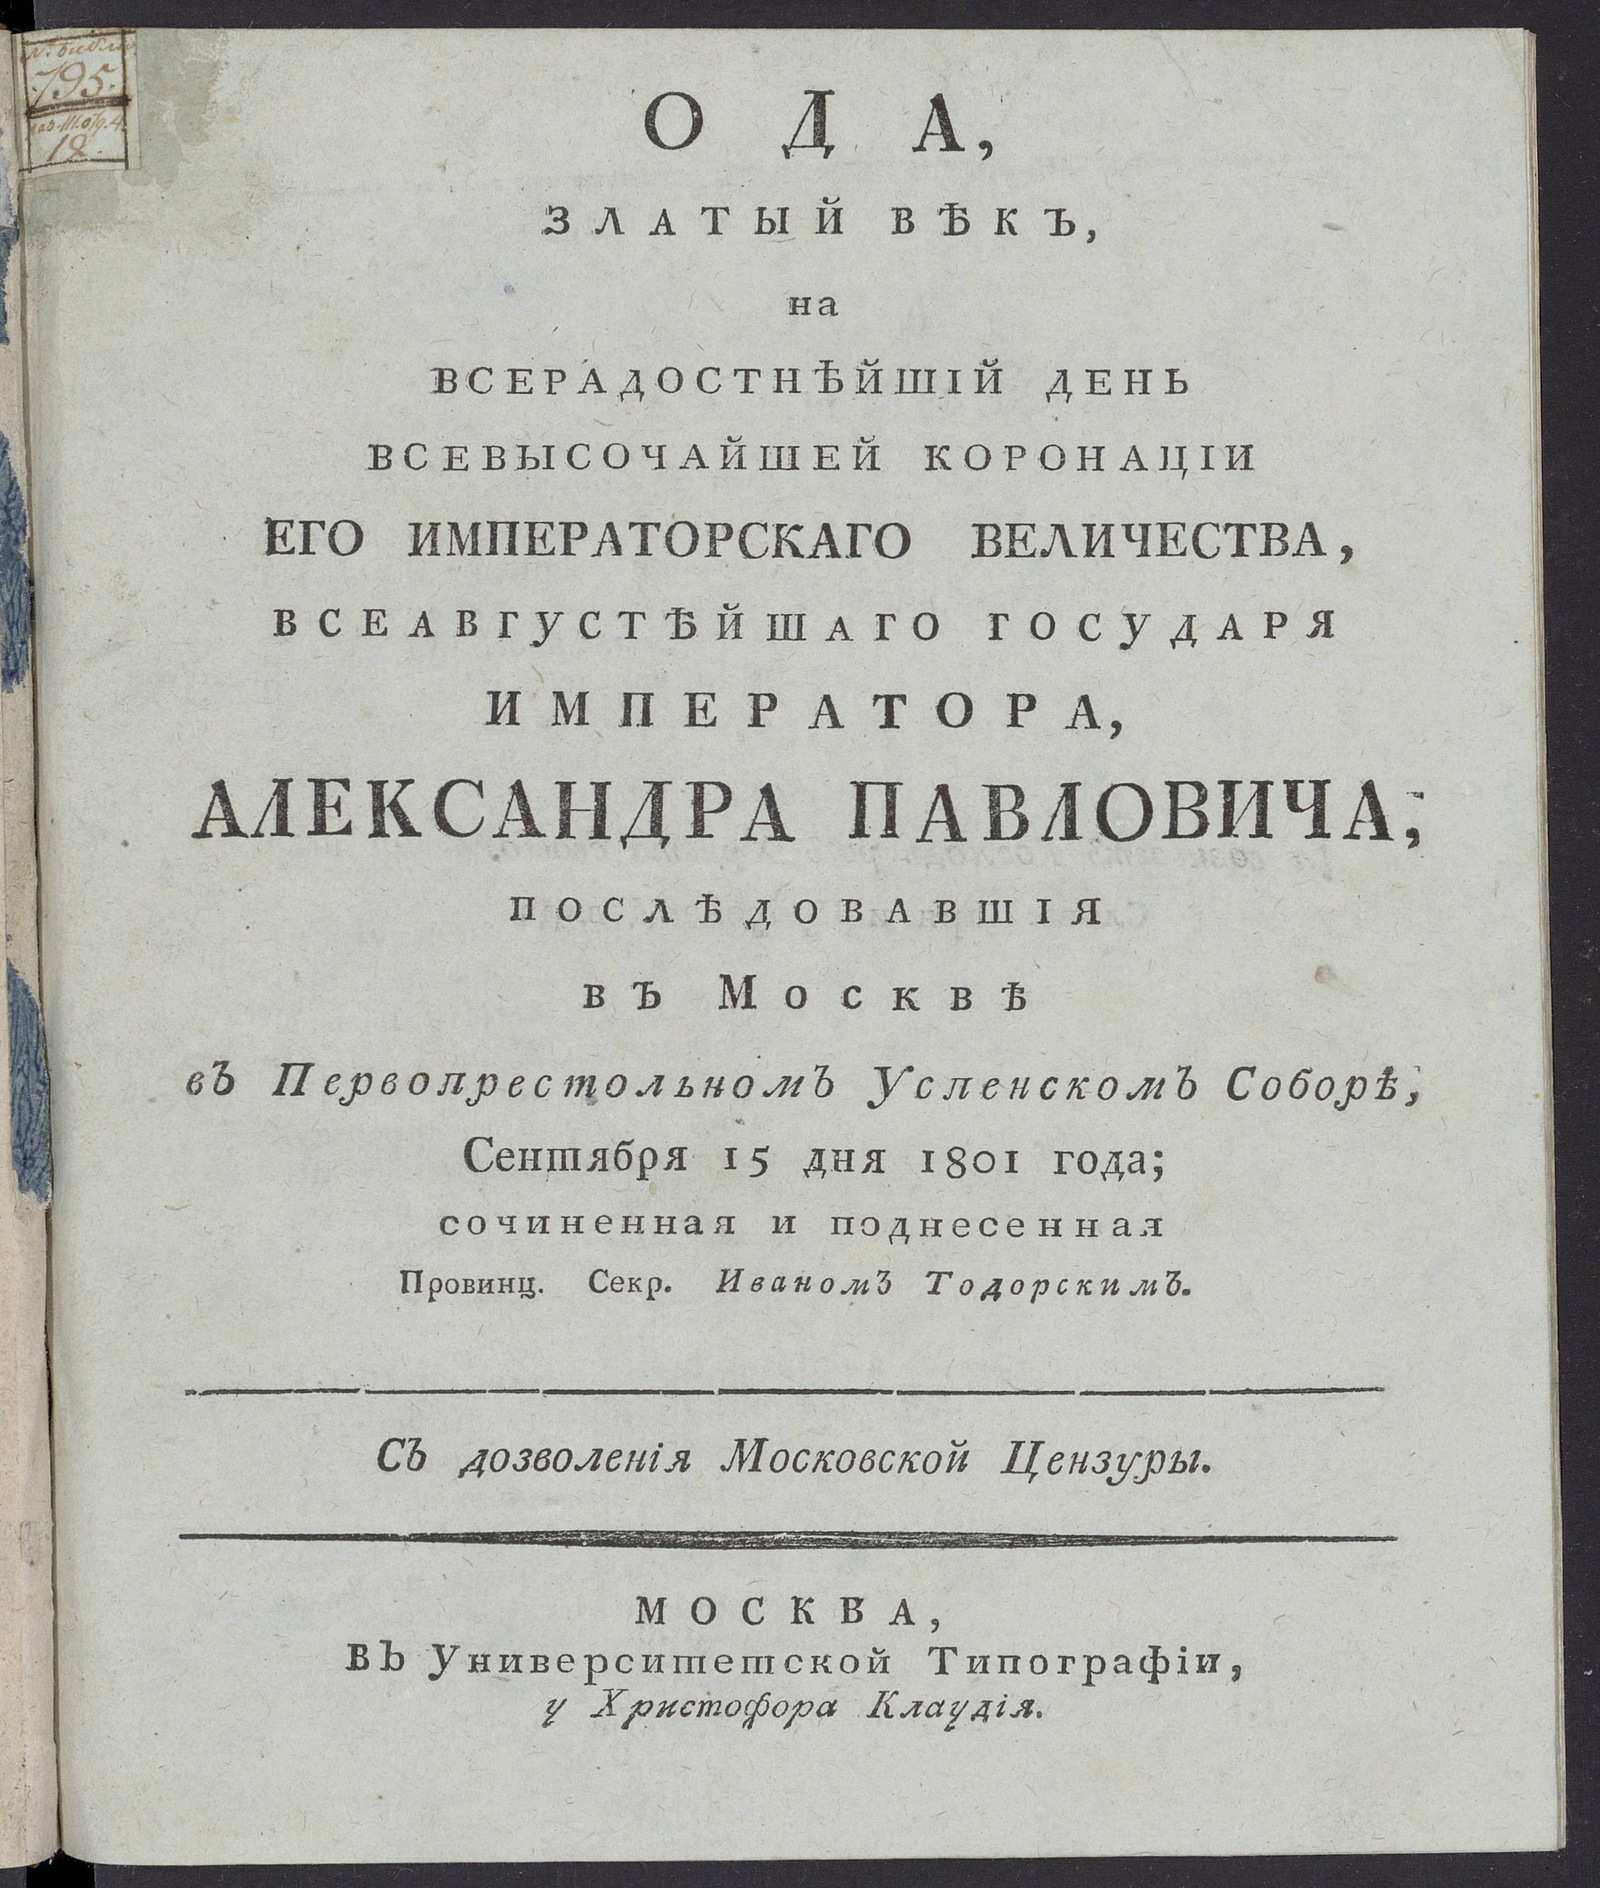 795.
12.
ОДА,
ЗЛАТЫЙ ВѢКЪ,
на
ВСЕРАДОСТНѢЙШІЙ ДЕНЬ
ВСЕВЫСОЧАЙШЕЙ КОРОНАЦІИ
ЕГО ИМПЕРАТОРСКАГО ВЕЛИЧЕСТВА,
ВСЕАВГУСТѢЙШАГО ГОСУДАРЯ
ИМПЕРАТОРА,
АЛЕКСАНДРА ПАВЛОВИЧА,
ПОСЛѢДОВАВШІЯ
въ Москвѣ
въ Первопрестольномъ Успенскомъ Соборѣ,
Сентября 15 дня 1801 года;
сочиненная и поднесенная
Провинц. Секр. Иваномъ Тодорскимъ.
Съ дозволенія Московской Цензуры.
МОСКВА,
въ Университетской Типографіи,
у Христофора Клаудія.